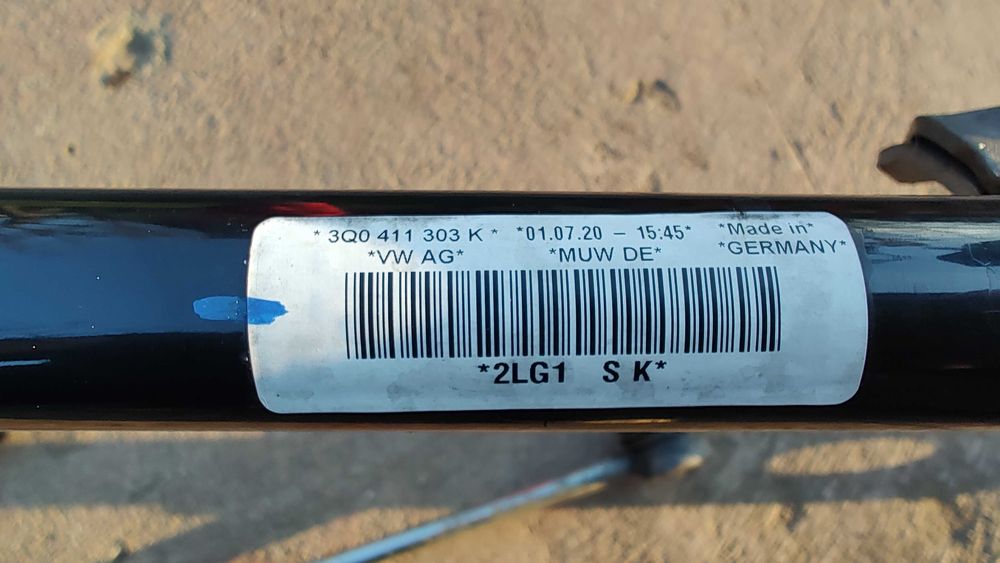 * 3Q0 411 303 K * *01.07.20 – 15:45* *Made in*
*VW AG* *MUW DE* *GERMANY*
*2LG1 S K*